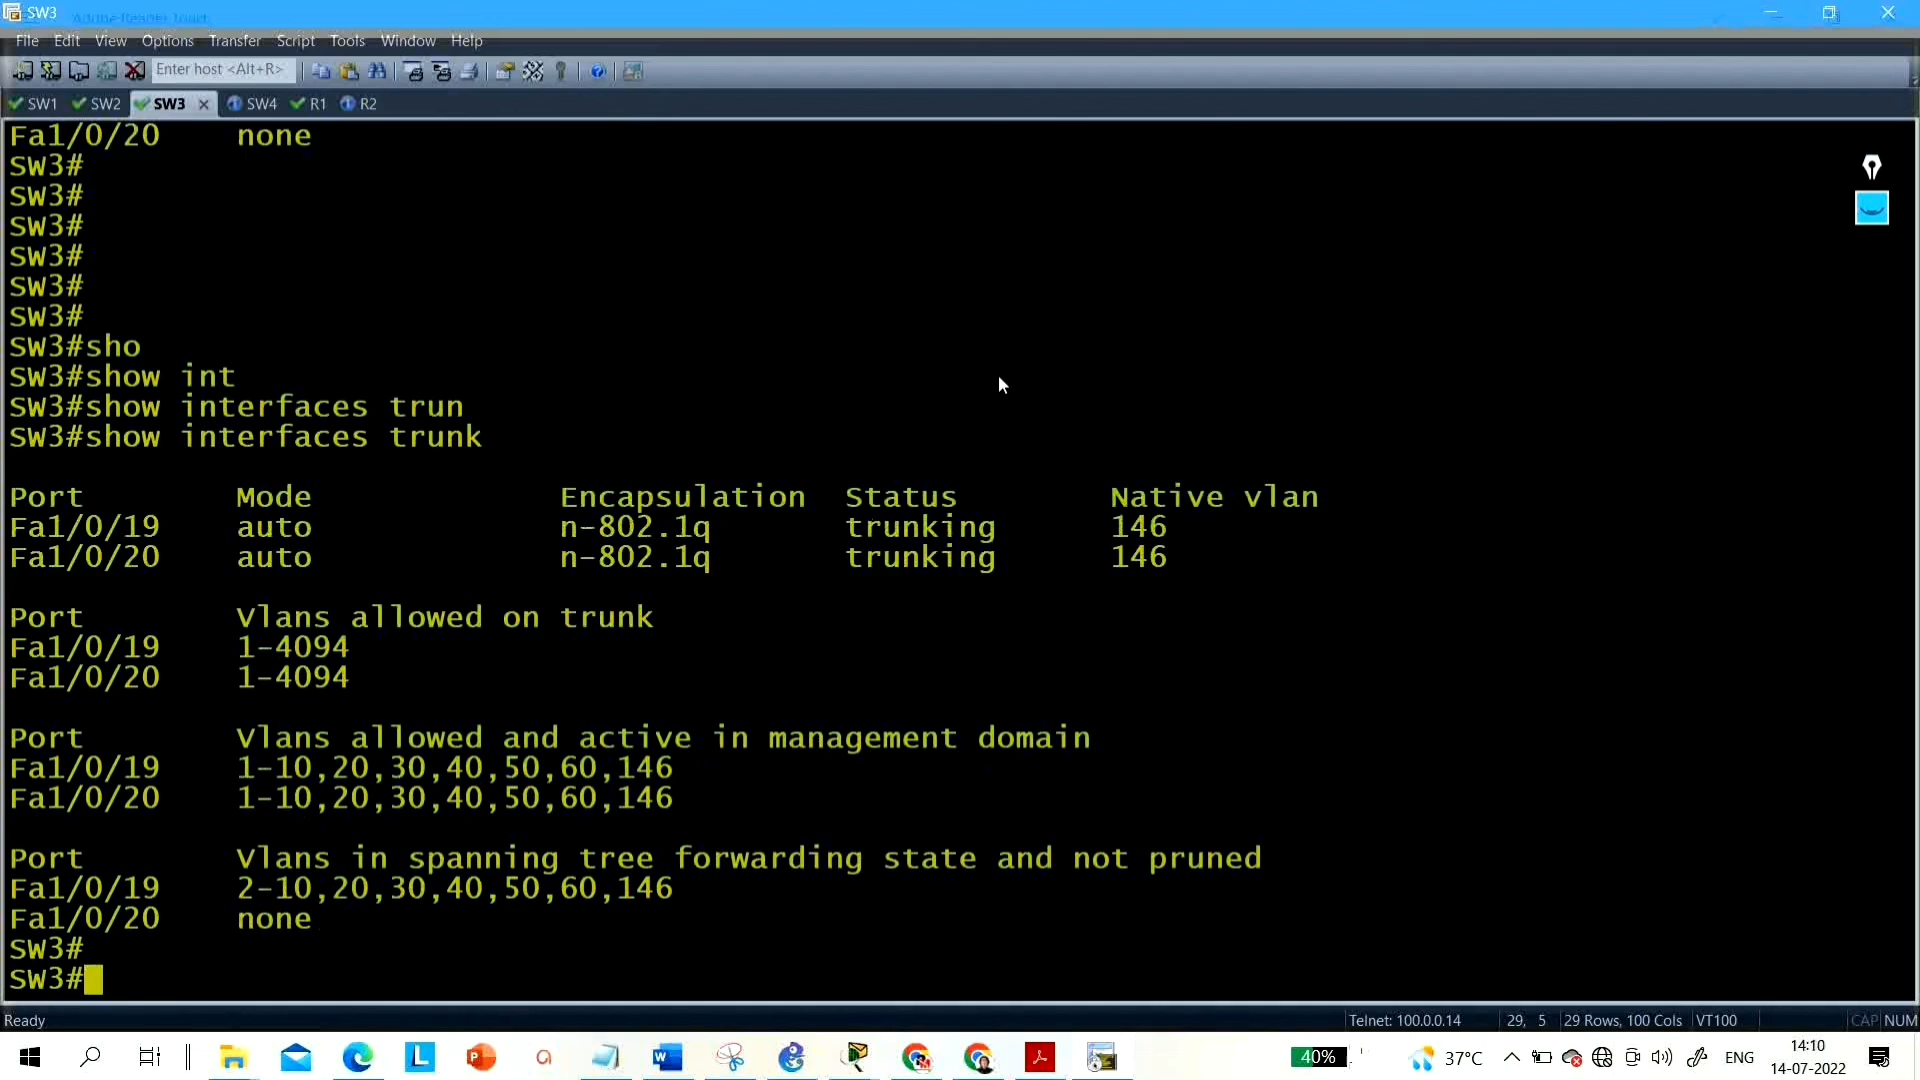 SW3
File Edit View Options Transfer Script Tools Window Help
Enter host <Alt+R>
SW1 SW2 SW3 SW4 R1 R2
Fa1/0/20 none
SW3#
SW3#
SW3#
SW3#
SW3#
SW3#
SW3#sho
SW3#show int
SW3#show interfaces trun
SW3#show interfaces trunk
Port Mode Encapsulation Status Native vlan
Fa1/0/19 auto n-802.1q trunking 146
Fa1/0/20 auto n-802.1q trunking 146
Port Vlans allowed on trunk
Fa1/0/19 1-4094
Fa1/0/20 1-4094
Port Vlans allowed and active in management domain
Fa1/0/19 1-10,20,30,40,50,60,146
Fa1/0/20 1-10,20,30,40,50,60,146
Port Vlans in spanning tree forwarding state and not pruned
Fa1/0/19 2-10,20,30,40,50,60,146
Fa1/0/20 none
SW3#
SW3#
Ready Telnet: 100.0.0.14 29, 5 29 Rows, 100 Cols VT100 CAP NUM
40% 37°C ENG 14:10
14-07-2022